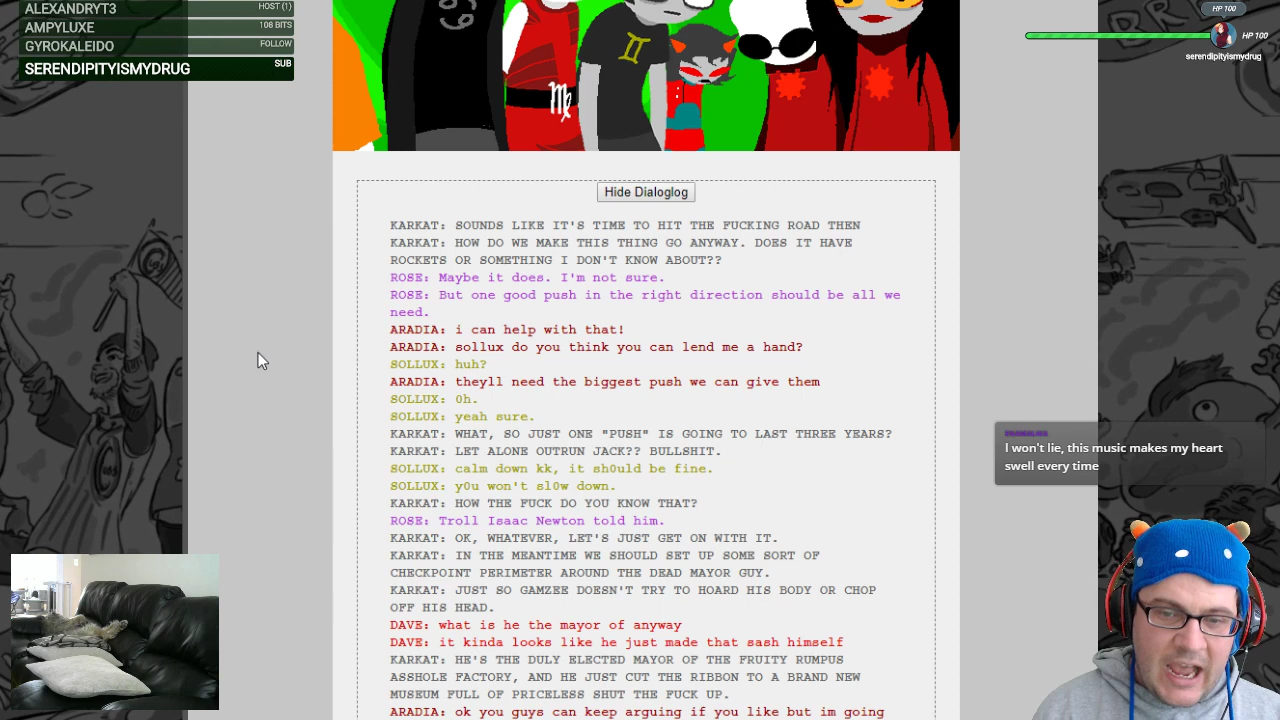 ALEXANDRYT3 HOST (1)
AMPYLUXE 108 BITS
GYROKALEIDO FOLLOW
SERENDIPITYISMYDRUG SUB
HP 100
HP 100
serendipityismydrug
Hide Dialoglog
KARKAT: SOUNDS LIKE IT'S TIME TO HIT THE FUCKING ROAD THEN
KARKAT: HOW DO WE MAKE THIS THING GO ANYWAY. DOES IT HAVE
ROCKETS OR SOMETHING I DON'T KNOW ABOUT??
ROSE: Maybe it does. I'm not sure.
ROSE: But one good push in the right direction should be all we
need.
ARADIA: i can help with that!
ARADIA: sollux do you think you can lend me a hand?
SOLLUX: huh?
ARADIA: theyll need the biggest push we can give them
SOLLUX: 0h.
SOLLUX: yeah sure.
KARKAT: WHAT, SO JUST ONE "PUSH" IS GOING TO LAST THREE YEARS?
KARKAT: LET ALONE OUTRUN JACK?? BULLSHIT.
SOLLUX: calm down kk, it sh0uld be fine.
SOLLUX: y0u won't sl0w down.
KARKAT: HOW THE FUCK DO YOU KNOW THAT?
ROSE: Troll Isaac Newton told him.
KARKAT: OK, WHATEVER, LET'S JUST GET ON WITH IT.
KARKAT: IN THE MEANTIME WE SHOULD SET UP SOME SORT OF
CHECKPOINT PERIMETER AROUND THE DEAD MAYOR GUY.
KARKAT: JUST SO GAMZEE DOESN'T TRY TO HOARD HIS BODY OR CHOP
OFF HIS HEAD.
DAVE: what is he the mayor of anyway
DAVE: it kinda looks like he just made that sash himself
KARKAT: HE'S THE DULY ELECTED MAYOR OF THE FRUITY RUMPUS
ASSHOLE FACTORY, AND HE JUST CUT THE RIBBON TO A BRAND NEW
MUSEUM FULL OF PRICELESS SHUT THE FUCK UP.
ARADIA: ok you guys can keep arguing if you like but im going
I won't lie, this music makes my heart
swell every time